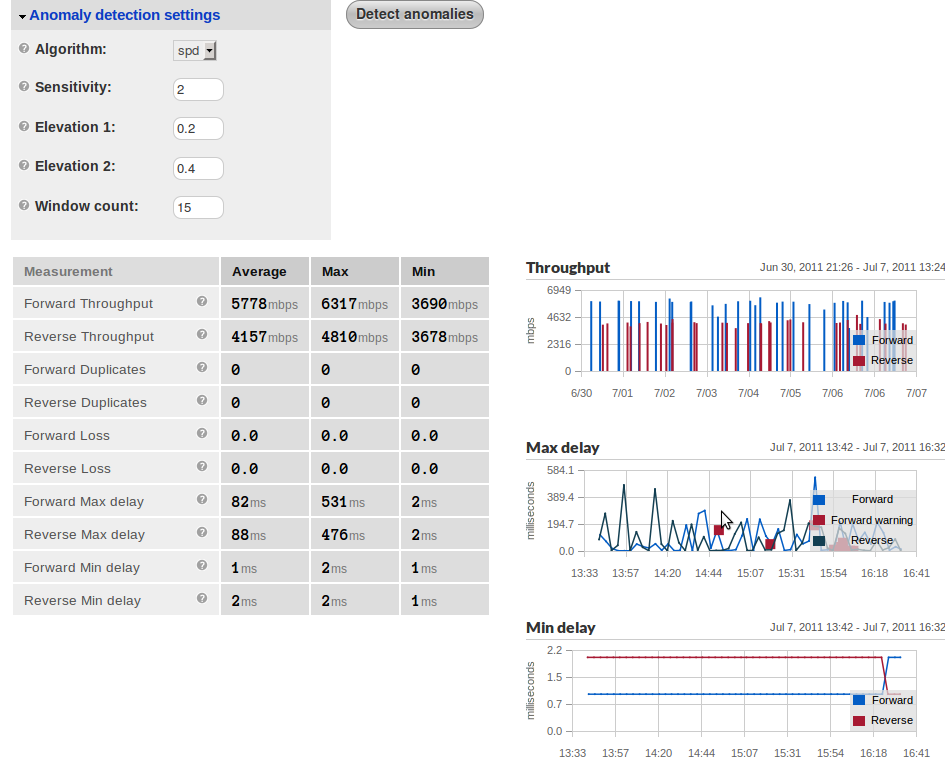 Anomaly detection settings
Detect anomalies
Algorithm: spd
Sensitivity: 2
Elevation 1: 0.2
Elevation 2: 0.4
Window count: 15
Measurement Average Max Min
Forward Throughput 5778mbps 6317mbps 3690mbps
Reverse Throughput 4157mbps 4810mbps 3678mbps
Forward Duplicates 0 0 0
Reverse Duplicates 0 0 0
Forward Loss 0.0 0.0 0.0
Reverse Loss 0.0 0.0 0.0
Forward Max delay 82ms 531ms 2ms
Reverse Max delay 88ms 476ms 2ms
Forward Min delay 1ms 2ms 1ms
Reverse Min delay 2ms 2ms 1ms
Throughput Jun 30, 2011 21:26 - Jul 7, 2011 13:24
mbps
6949
4632
2316
0
6/30 7/01 7/02 7/03 7/04 7/05 7/06 7/06 7/07
Forward
Reverse
Max delay Jul 7, 2011 13:42 - Jul 7, 2011 16:32
milliseconds
584.1
389.4
194.7
0.0
13:33 13:57 14:20 14:44 15:07 15:31 15:54 16:18 16:41
Forward
Forward warning
Reverse
Min delay Jul 7, 2011 13:42 - Jul 7, 2011 16:32
milliseconds
2.2
1.5
0.7
0.0
13:33 13:57 14:20 14:44 15:07 15:31 15:54 16:18 16:41
Forward
Reverse